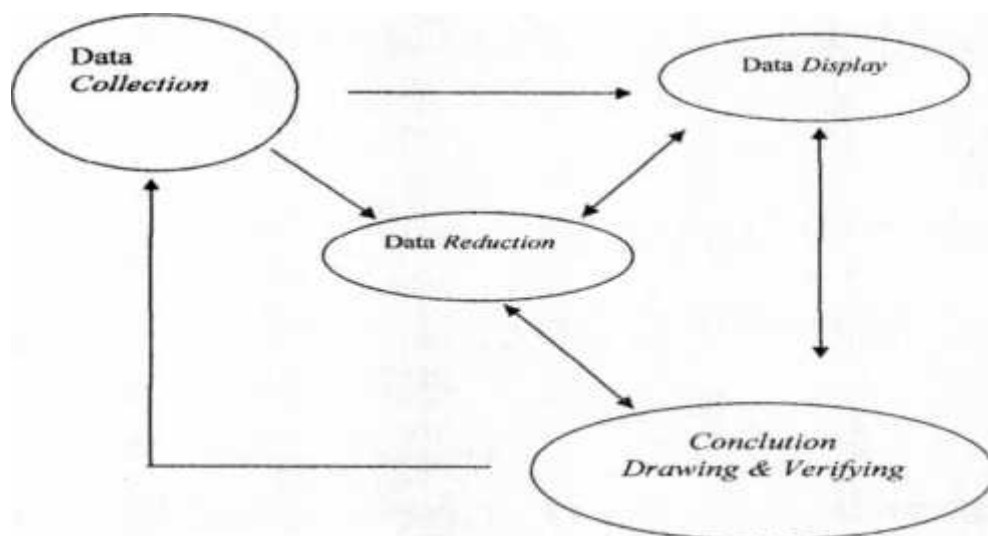 Data
Collection
Data Display
Data Reduction
Conclution
Drawing & Verifying